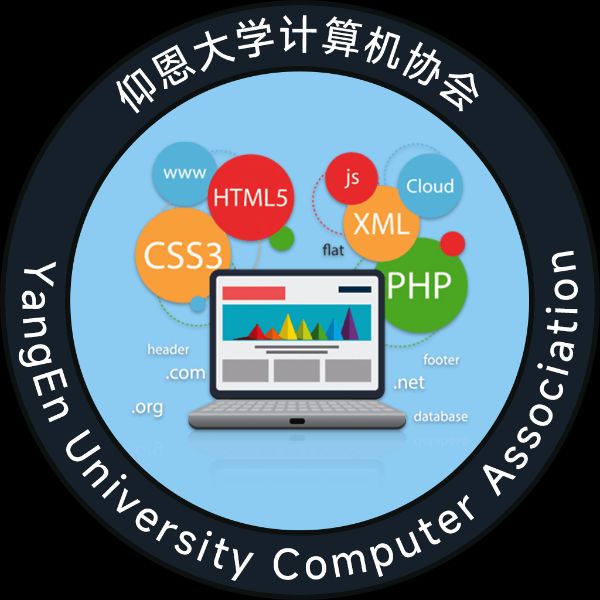 仰恩大学计算机协会
www
HTML5
js
Cloud
XML
CSS3
flat
PHP
header
footer
.com
.net
.org
database
YangEn University Computer Association